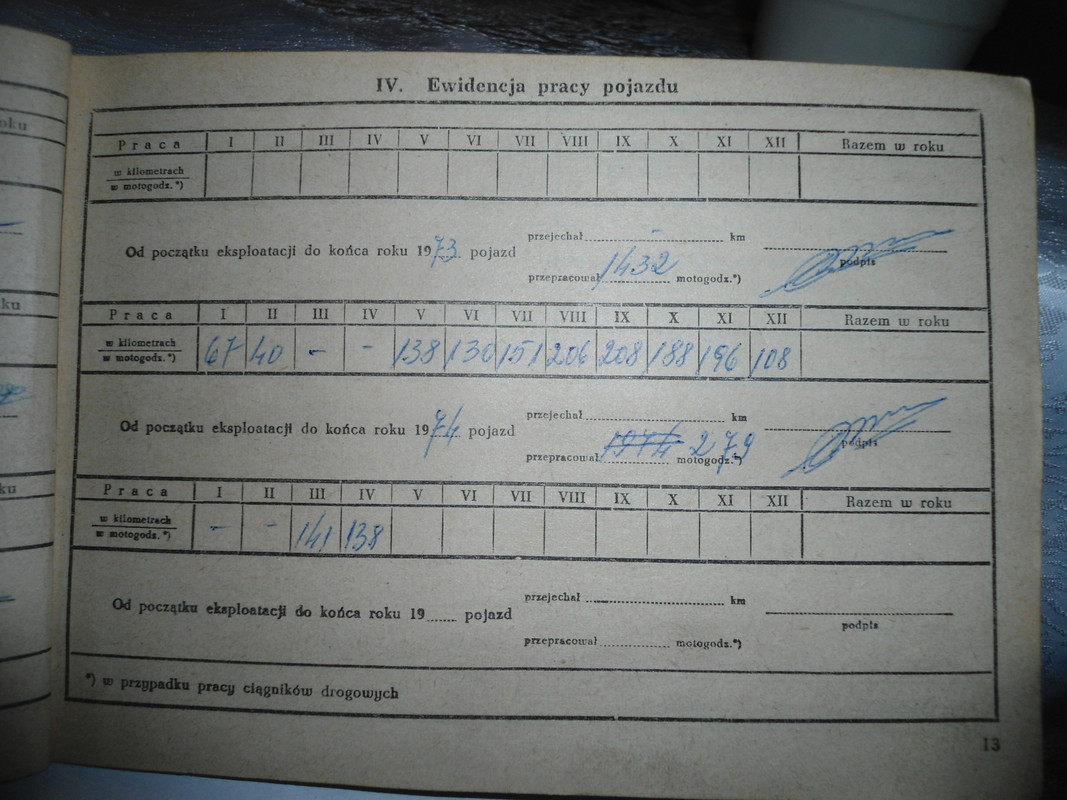 oku
IV. Ewidencja pracy pojazdu
Praca I II III IV V VI VII VIII IX X XI XII Razem w roku
w kilometrach
w motogodz.*)
Od początku eksploatacji do końca roku 1973 pojazd
przejechał - km
przepracował 1432 motogodz.*)
podpis
ku
Praca I II III IV V VI VII VIII IX X XI XII Razem w roku
w kilometrach
w motogodz.*)
67 40 - - 138 130 151 206 208 188 196 108
Od początku eksploatacji do końca roku 1974 pojazd
przejechał km
przepracował 1974 279 motogodz.*)
podpis
ku
Praca I II III IV V VI VII VIII IX X XI XII Razem w roku
w kilometrach
w motogodz.*)
- - 141 138
Od początku eksploatacji do końca roku 19...... pojazd
przejechał km
przepracował motogodz.*)
podpis
*) w przypadku pracy ciągników drogowych
13